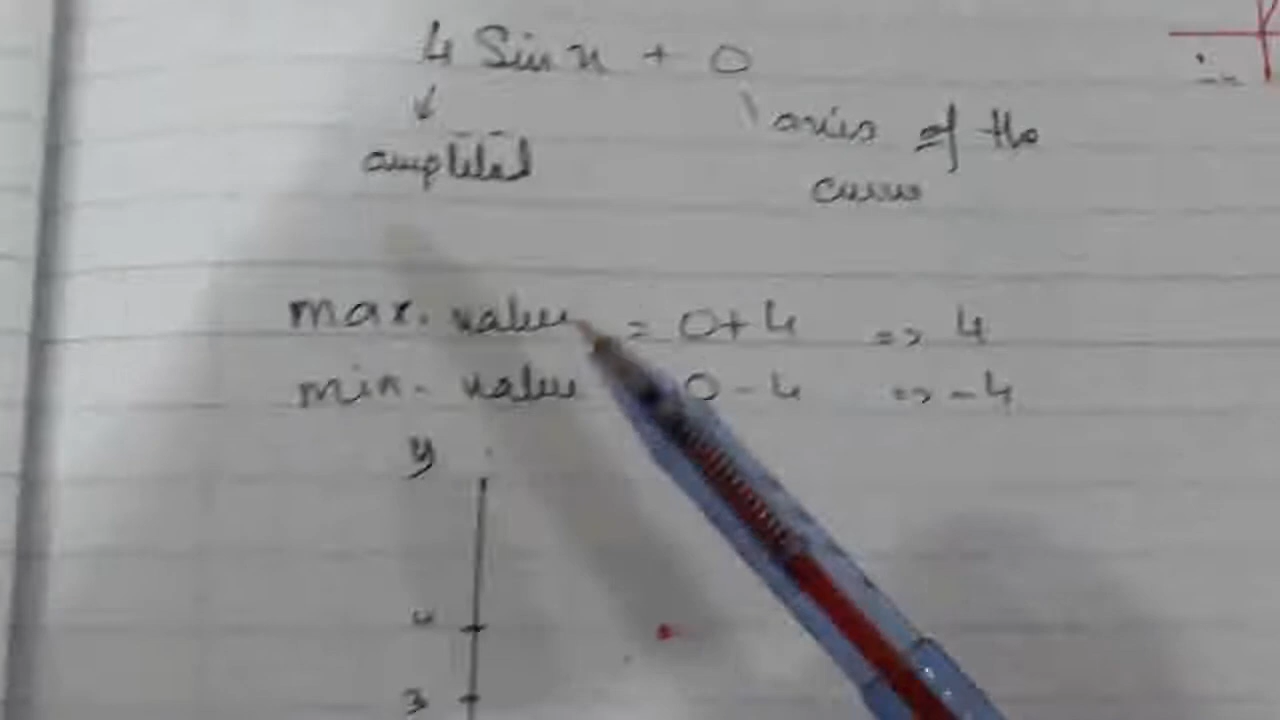 4 Sin x + 0
axis of the
amplitud
curve
max. value = 0+4 => 4
min. value 0-4 => -4
y
4
3